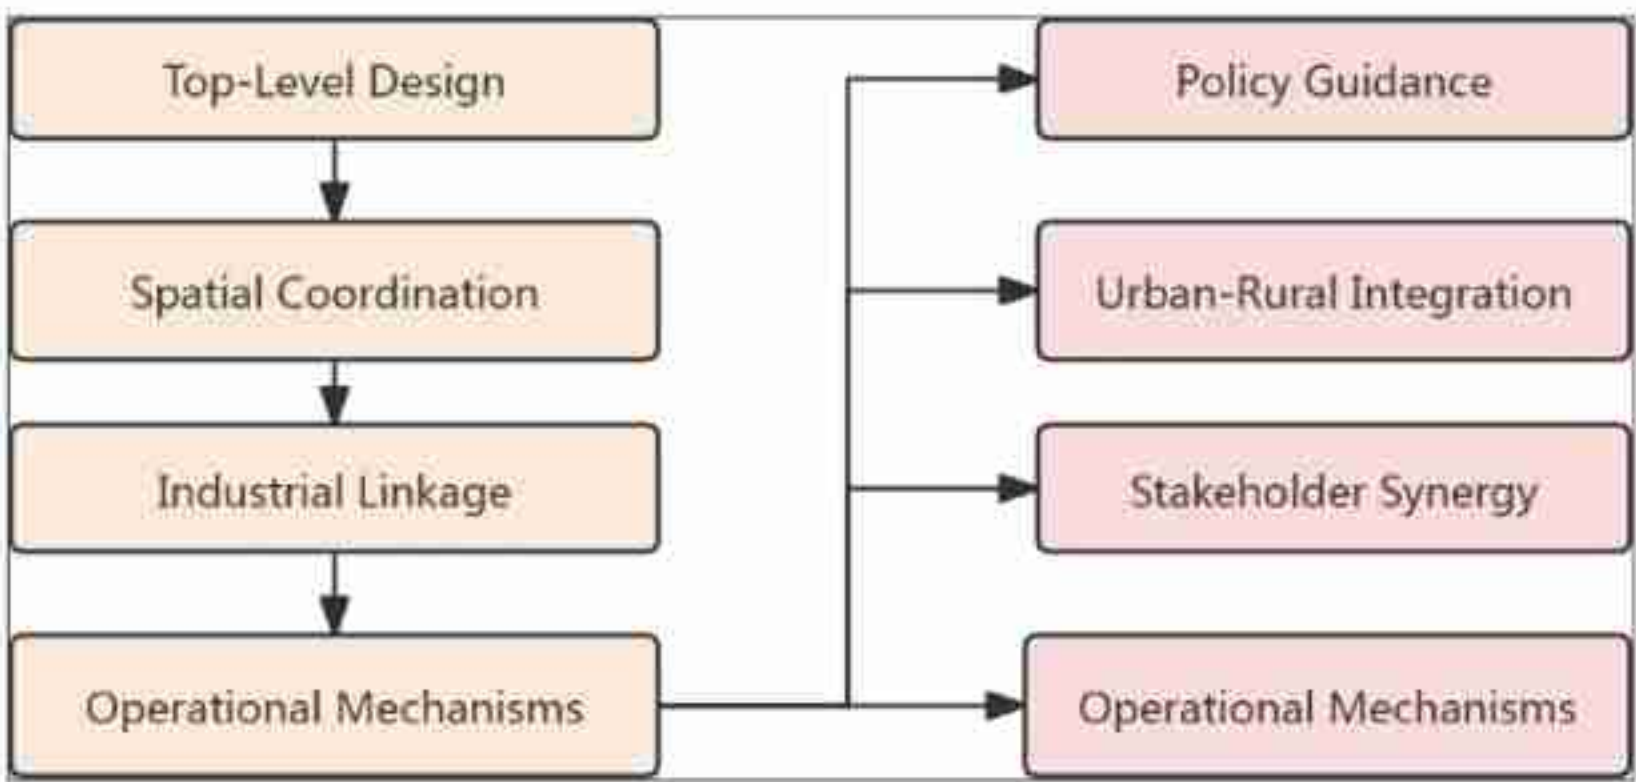 Top-Level Design
Spatial Coordination
Industrial Linkage
Operational Mechanisms
Policy Guidance
Urban-Rural Integration
Stakeholder Synergy
Operational Mechanisms